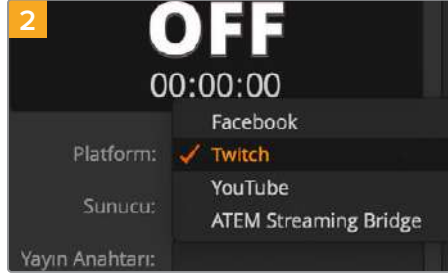 2
OFF
00:00:00
Facebook
Platform: ✓ Twitch
YouTube
Sunucu:
ATEM Streaming Bridge
Yayın Anahtarı: